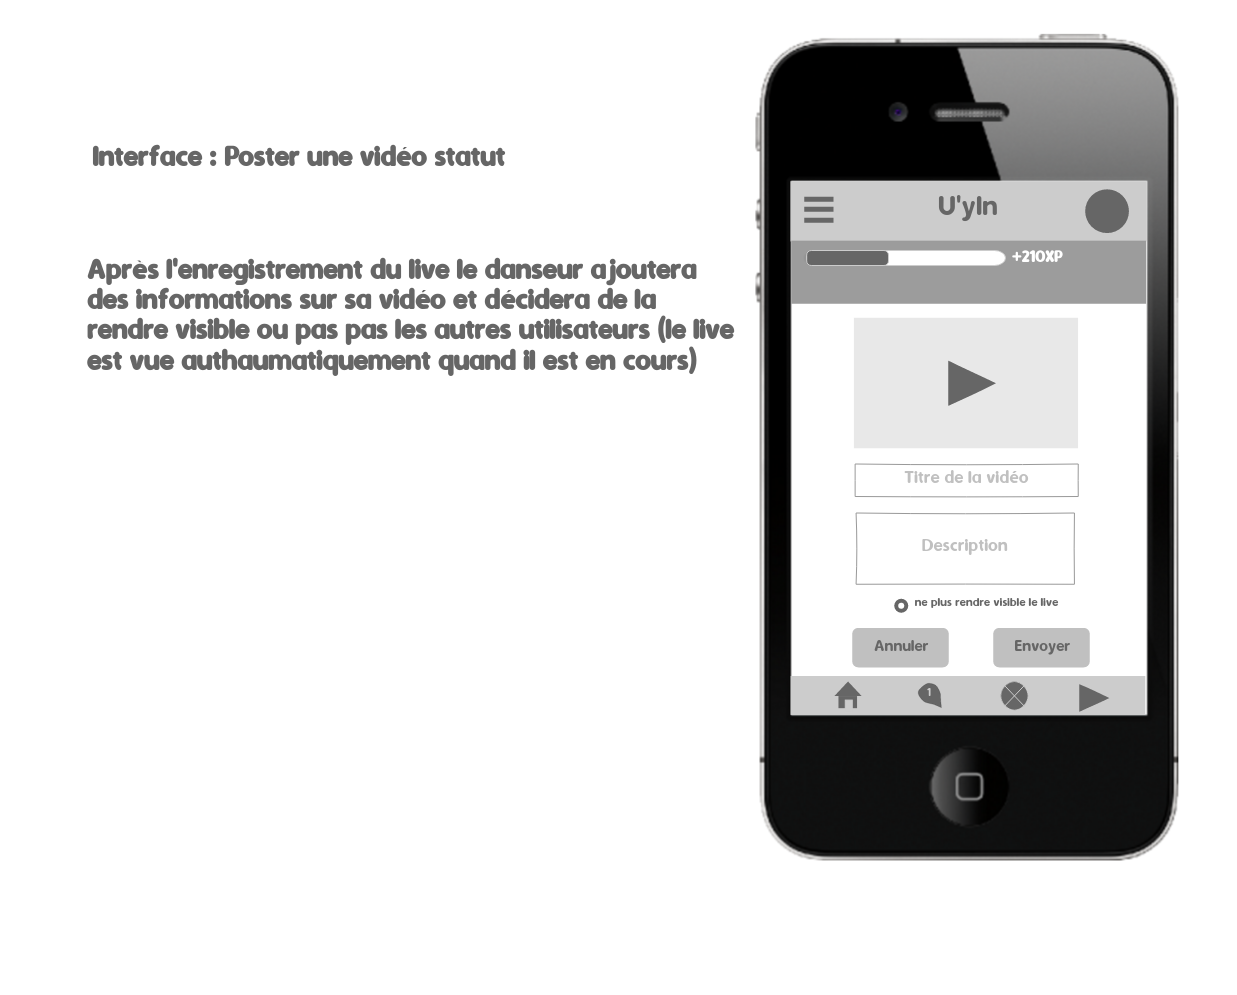 Interface : Poster une vidéo statut
Après l'enregistrement du live le danseur ajoutera
des informations sur sa vidéo et décidera de la
rendre visible ou pas pas les autres utilisateurs (le live
est vue authaumatiquement quand il est en cours)
U'yIn
+210XP
Titre de la vidéo
Description
ne plus rendre visible le live
Annuler
Envoyer
1